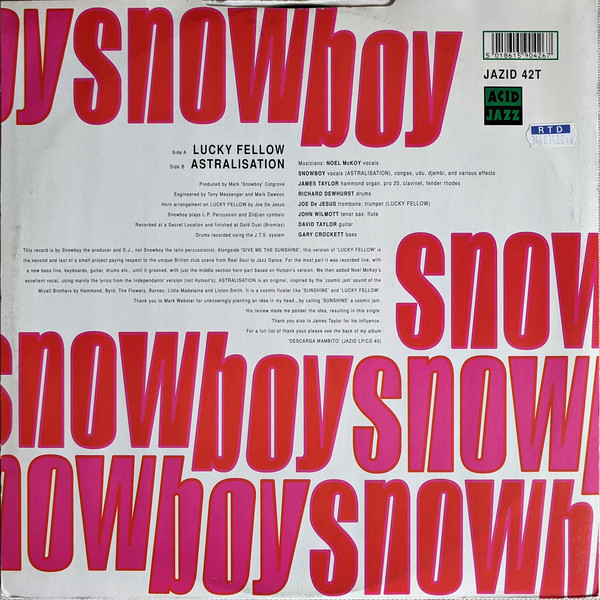 oysnowboy
5 018615 904267
JAZID 42T
ACID
JAZZ
RTD
Side A LUCKY FELLOW
Side B ASTRALISATION
Produced by Mark 'Snowboy' Cotgrove
Engineered by Tony Messenger and Mark Dawson
Horn arrangement on LUCKY FELLOW by Joe De Jesus
Snowboy plays L.P. Percussion and Zildjian cymbals
Recorded at a Secret Location and finished at Gold Dust (Bromley)
Drums recorded using the J.T.S. system
Musicians: NOEL McKOY vocals
SNOWBOY vocals (ASTRALISATION), congas, udu, djembi, and various effects
JAMES TAYLOR hammond organ, pro 20, clavinet, fender rhodes
RICHARD DEWHURST drums
JOE De JESUS trombone, trumpet (LUCKY FELLOW)
JOHN WILMOTT tenor sax, flute
DAVID TAYLOR guitar
GARY CROCKETT bass
This record is by Snowboy the producer and D.J., not Snowboy the latin percussionist. Alongside 'GIVE ME THE SUNSHINE', this version of 'LUCKY FELLOW' is
the second and last of a small project paying respect to the unique British club scene from Real Soul to Jazz Dance. For the most part it was recorded live, with
a new bass line, keyboards, guitar, drums etc., until it grooved, with just the middle section horn part based on Hutson's version. We then added Noel McKoy's
excellent vocal, using mainly the lyrics from the Independants' version (not Hutson's). ASTRALISATION is an original, inspired by the 'cosmic jam' sound of the
Mizell Brothers by Hammond, Byrd, The Flowers, Barnes, Little Madelaine and Liston-Smith. It is a cosmic floater like 'SUNSHINE' and 'LUCKY FELLOW'.
Thank you to Mark Webster for unknowingly planting an idea in my head., by calling 'SUNSHINE' a cosmic jam.
His review made me ponder the idea, resulting in this single.
Thank you also to James Taylor for his influence.
For a full list of thank yous please see the back of my album
'DESCARGA MAMBITO' (JAZID LP/CD 40)
snow
snowboysnow
nowboysnowb